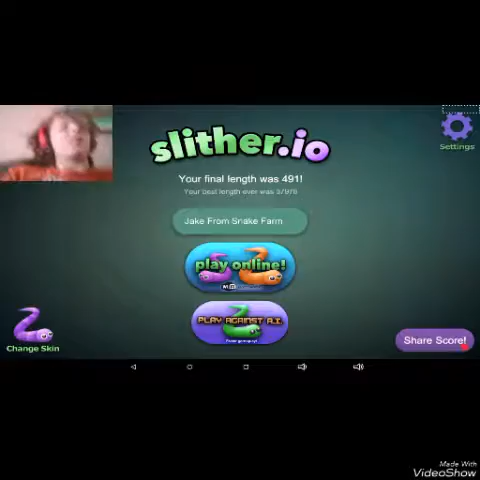 slither.io
Settings
Your final length was 491!
Your best length ever was 37976
Jake From Snake Farm
play online!
PLAY AGAINST A.I.
Change Skin
Share Score!
Made With
VideoShow